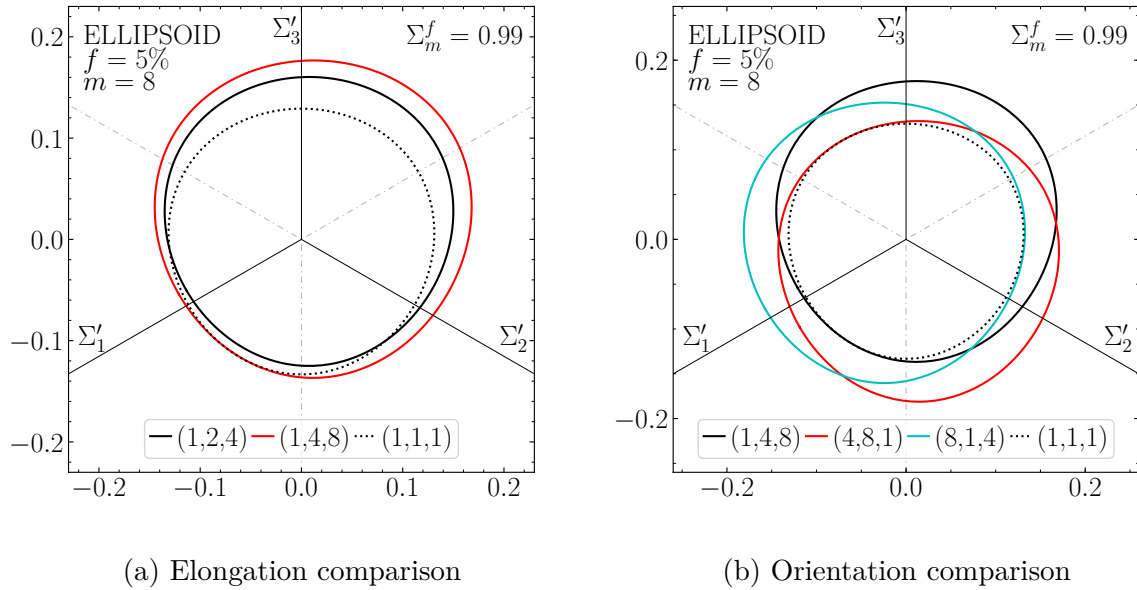 ELLIPSOID
f = 5%
m = 8
Σ′₃
Σᶠₘ = 0.99
0.2
0.1
0.0
−0.1
−0.2
Σ′₁
Σ′₂
(1,2,4) (1,4,8) (1,1,1)
−0.2 −0.1 0.0 0.1 0.2
(a) Elongation comparison
ELLIPSOID
f = 5%
m = 8
Σ′₃
Σᶠₘ = 0.99
0.2
0.0
−0.2
Σ′₁
Σ′₂
(1,4,8) (4,8,1) (8,1,4) (1,1,1)
−0.2 0.0 0.2
(b) Orientation comparison